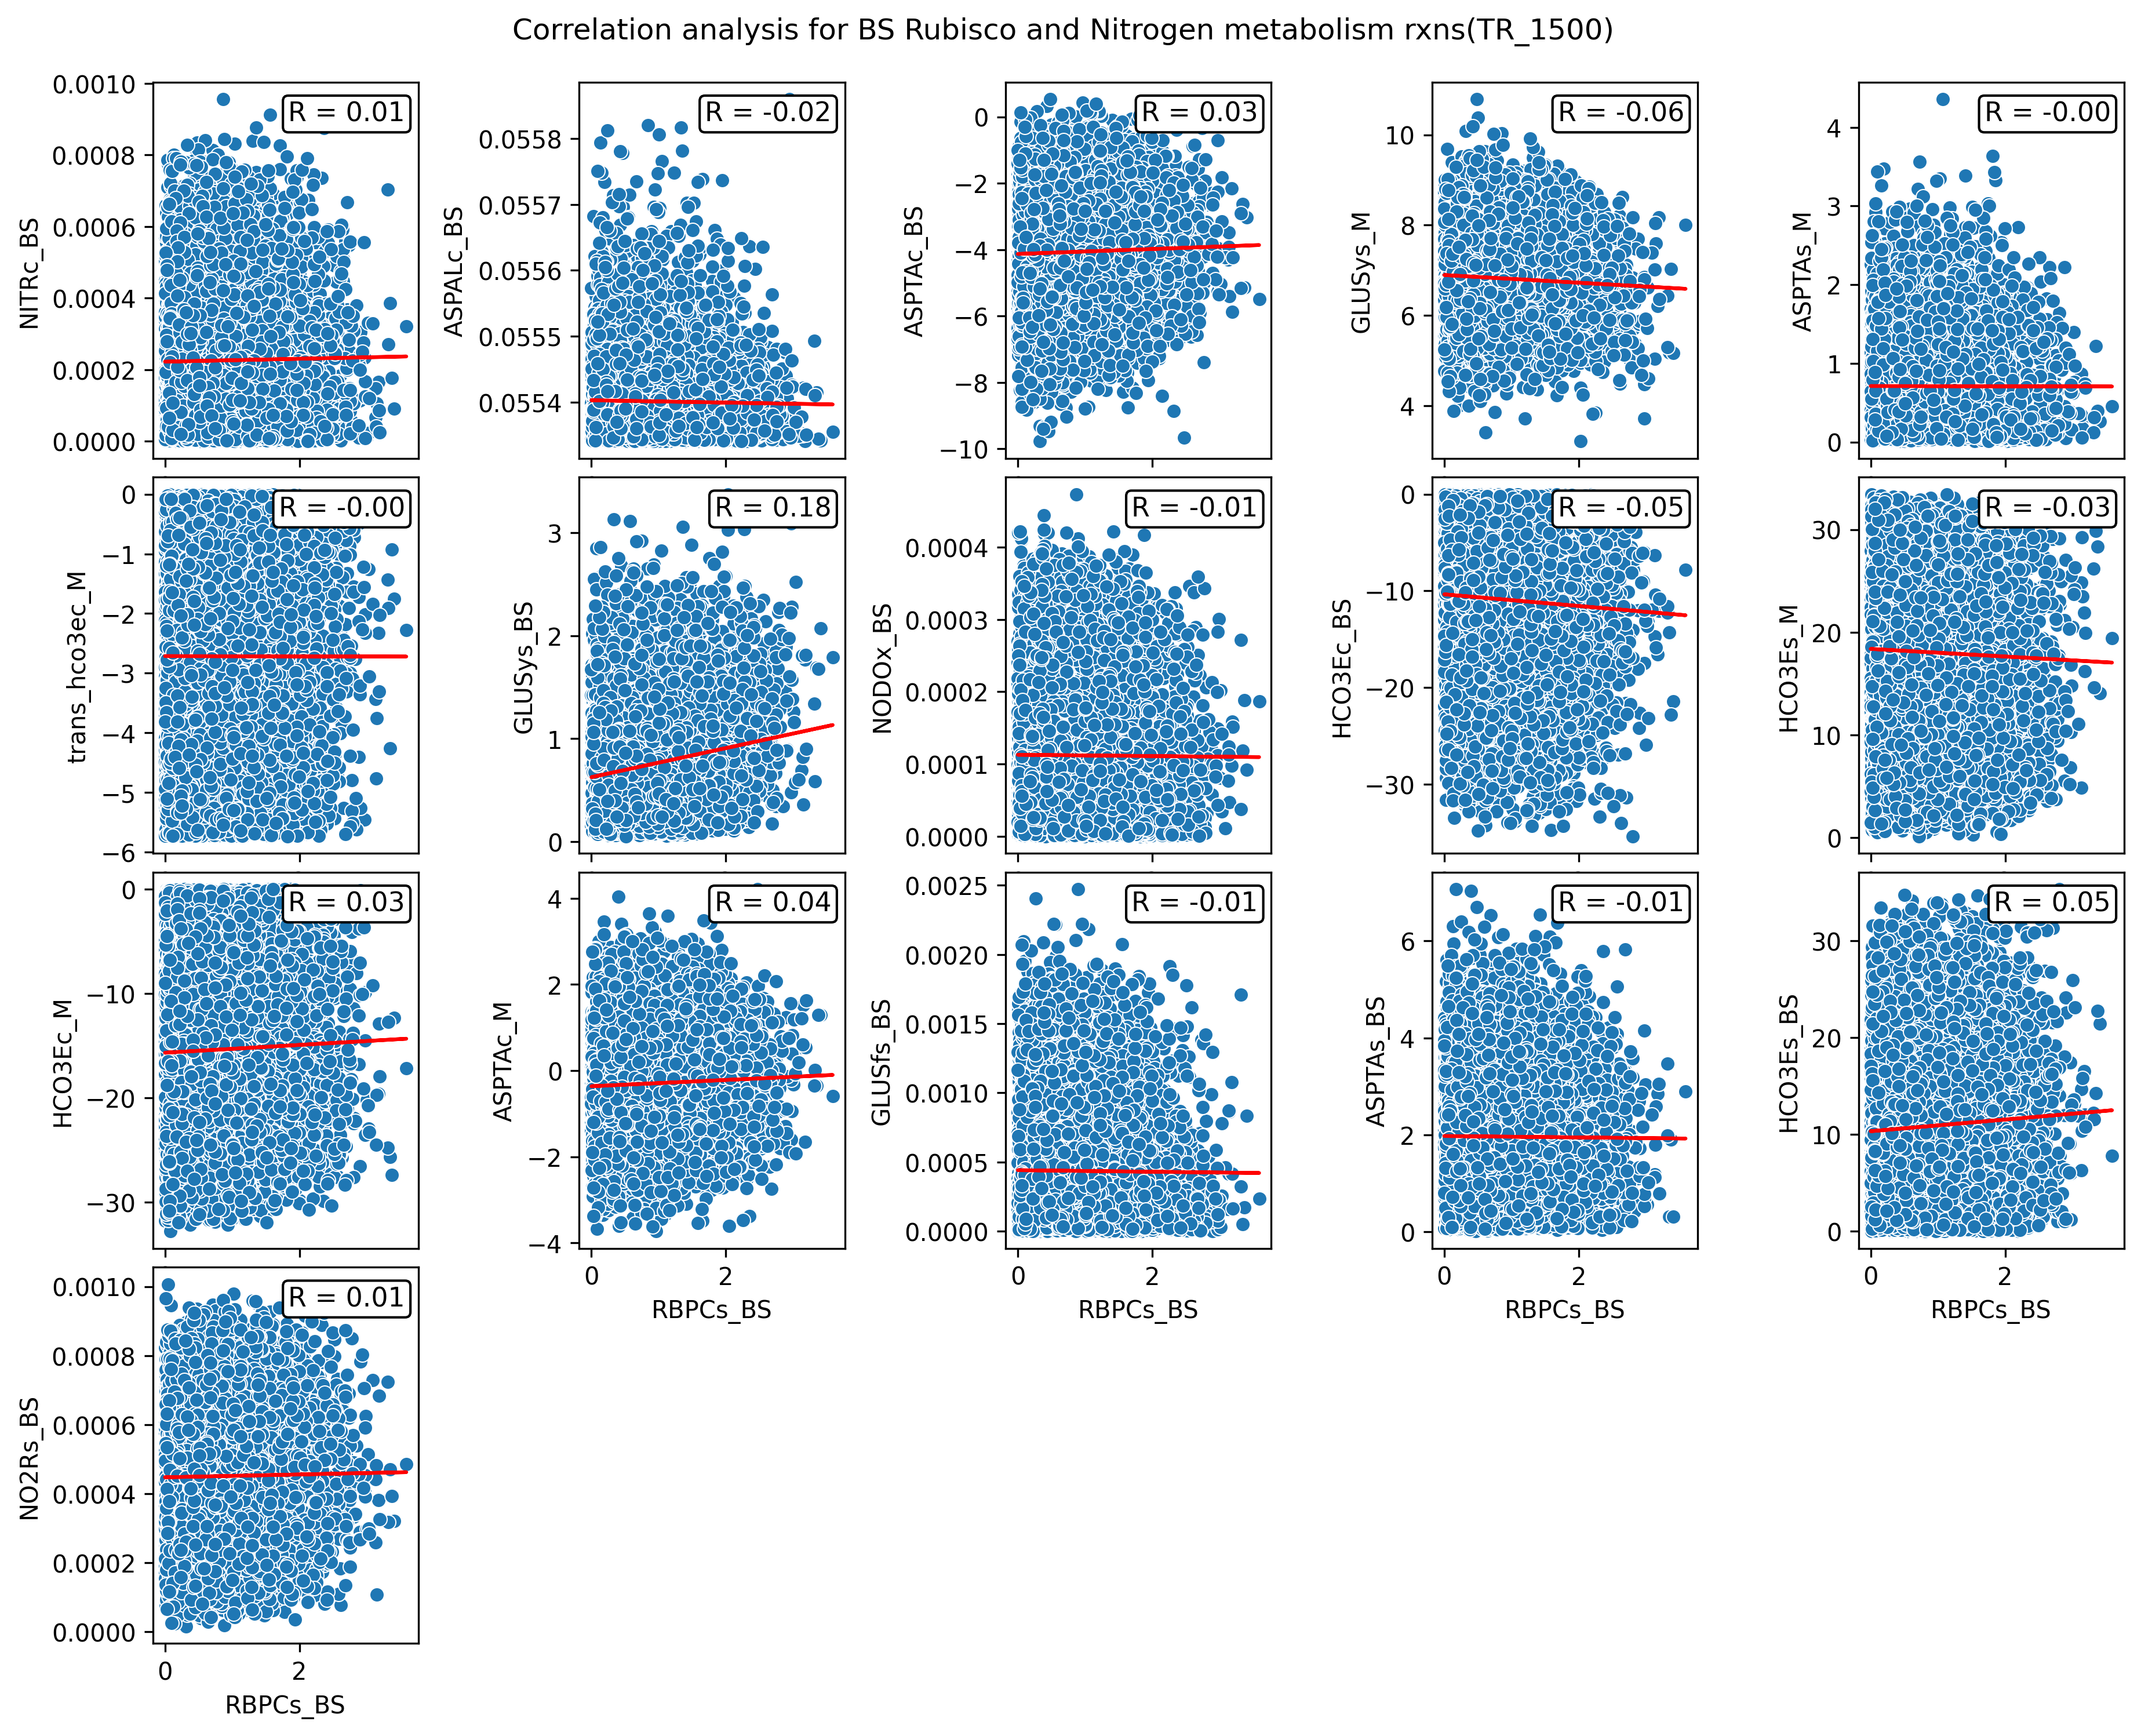 Correlation analysis for BS Rubisco and Nitrogen metabolism rxns(TR_1500)
NITRc_BS
0.0010
0.0008
0.0006
0.0004
0.0002
0.0000
R = 0.01
ASPALc_BS
0.0558
0.0557
0.0556
0.0555
0.0554
R = -0.02
ASPTAc_BS
0
−2
−4
−6
−8
−10
R = 0.03
GLUSys_M
10
8
6
4
R = -0.06
ASPTAs_M
4
3
2
1
0
R = -0.00
trans_hco3ec_M
0
−1
−2
−3
−4
−5
−6
R = -0.00
GLUSys_BS
3
2
1
0
R = 0.18
NODOx_BS
0.0004
0.0003
0.0002
0.0001
0.0000
R = -0.01
HCO3Ec_BS
0
−10
−20
−30
R = -0.05
HCO3Es_M
30
20
10
0
R = -0.03
HCO3Ec_M
0
−10
−20
−30
R = 0.03
ASPTAc_M
4
2
0
−2
−4
R = 0.04
0 2
RBPCs_BS
GLUSfs_BS
0.0025
0.0020
0.0015
0.0010
0.0005
0.0000
R = -0.01
0 2
RBPCs_BS
ASPTAs_BS
6
4
2
0
R = -0.01
0 2
RBPCs_BS
HCO3Es_BS
30
20
10
0
R = 0.05
0 2
RBPCs_BS
NO2Rs_BS
0.0010
0.0008
0.0006
0.0004
0.0002
0.0000
R = 0.01
0 2
RBPCs_BS